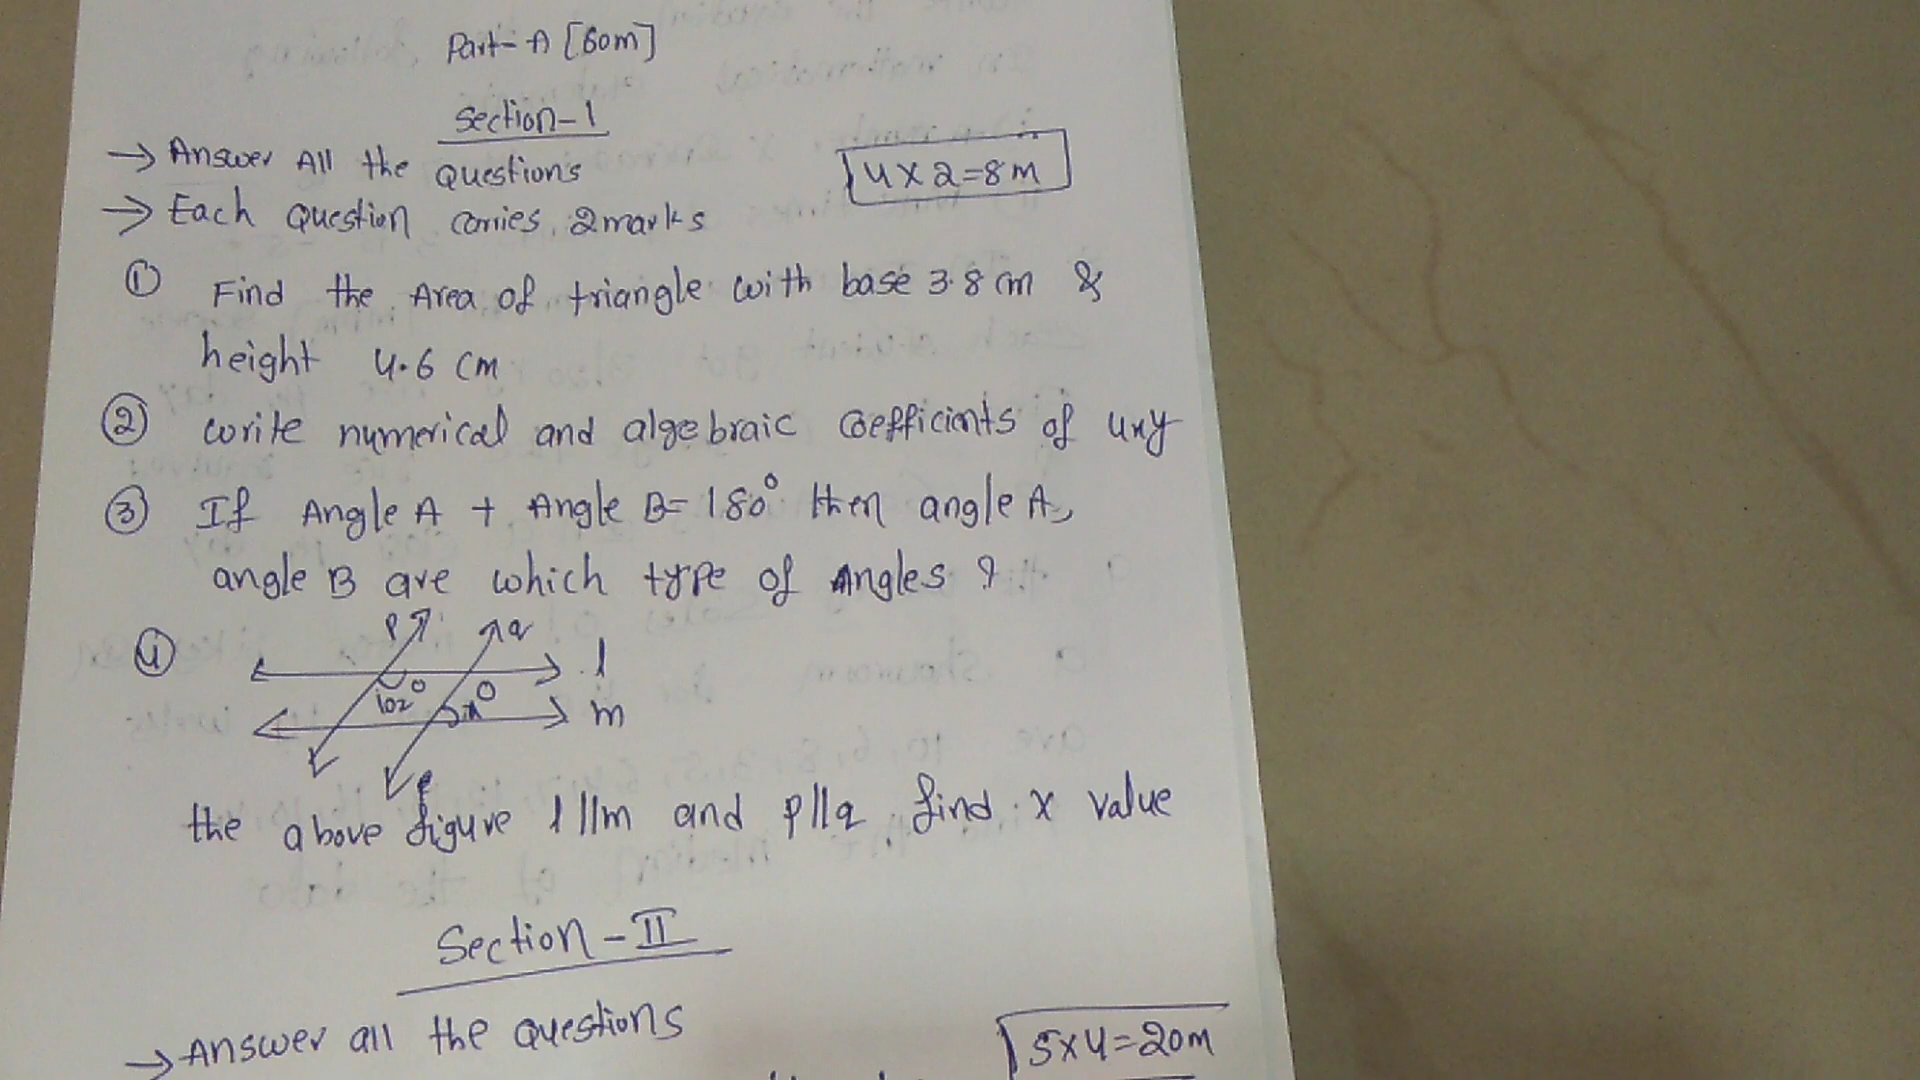 Part-A [60m]
Section-1
→ Answer All the Questions
4 X 2=8m
→ Each Question carries 2marks
① Find the Area of triangle with base 3.8 cm &
height 4.6 cm
② write numerical and algebraic coefficients of 4xy
③ If Angle A + Angle B=180° then angle A,
angle B are which type of Angles ?
④
p q
l
102° x°
m
the above figure l ||m and p||q find x value
Section-II
→ Answer all the questions
5x4=20m